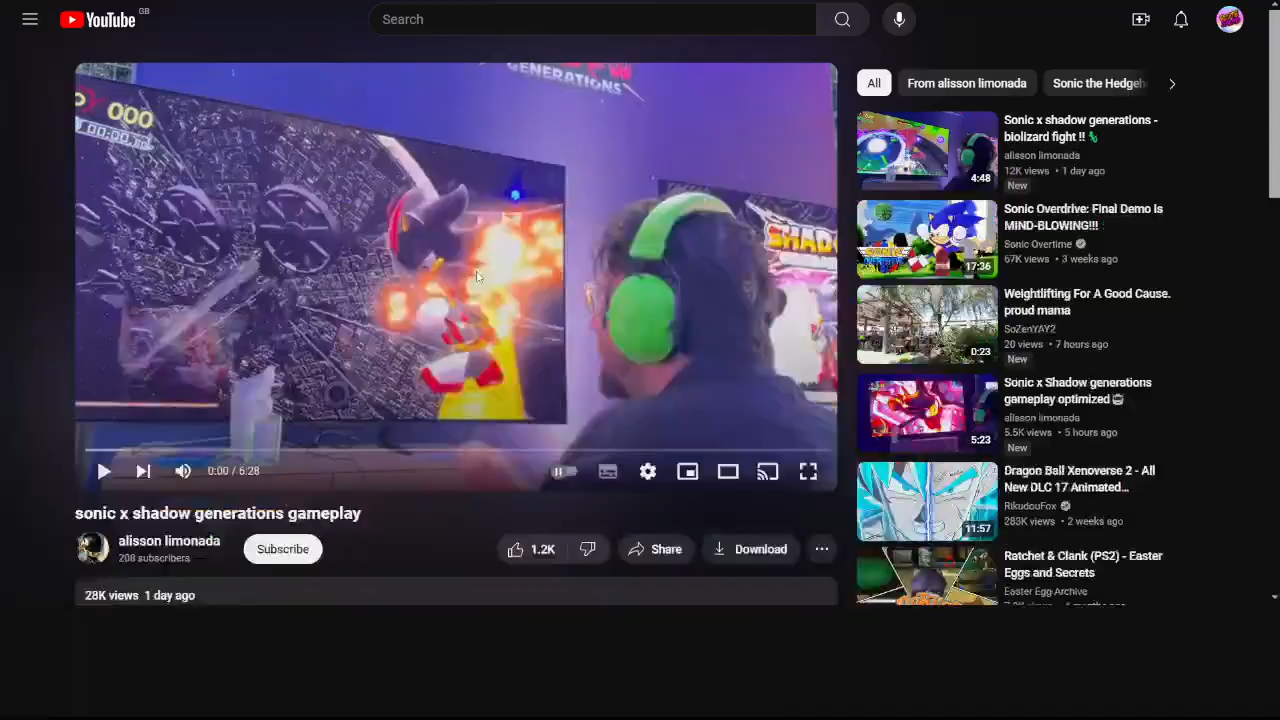 YouTube GB
Search
GENERATIONS
000
00:00.00
SHADO
0:00 / 6:28
sonic x shadow generations gameplay
alisson limonada
208 subscribers
Subscribe
1.2K
Share
Download
28K views 1 day ago
All
From alisson limonada
Sonic the Hedgeh
Sonic x shadow generations -
biolizard fight !! 🦎
alisson limonada
12K views • 1 day ago
New
4:48
Sonic Overdrive: Final Demo is
MIND-BLOWING!!!
Sonic Overtime
67K views • 3 weeks ago
17:36
Weightlifting For A Good Cause.
proud mama
SoZenYAY2
20 views • 7 hours ago
New
0:23
Sonic x Shadow generations
gameplay optimized
alisson limonada
5.5K views • 5 hours ago
New
5:23
Dragon Ball Xenoverse 2 - All
New DLC 17 Animated...
RikudouFox
283K views • 2 weeks ago
11:57
Ratchet & Clank (PS2) - Easter
Eggs and Secrets
Easter Egg Archive